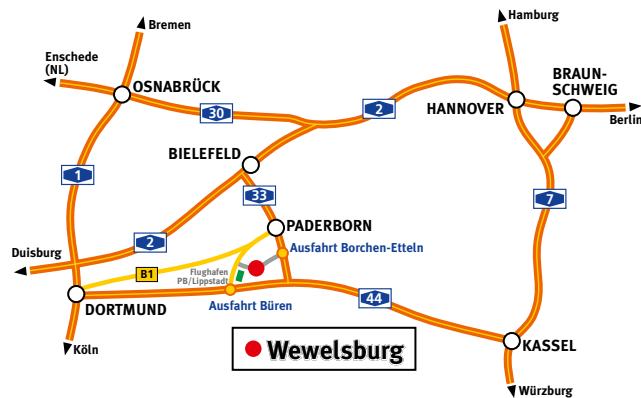 Hamburg
Bremen
Enschede
(NL)
BRAUN-
SCHWEIG
OSNABRÜCK
HANNOVER
2
30
Berlin
BIELEFELD
1
33
7
PADERBORN
2
Ausfahrt Borchen-Etteln
Duisburg
B1
Flughafen
PB/Lippstadt
44
DORTMUND
Ausfahrt Büren
Köln
Wewelsburg
KASSEL
Würzburg